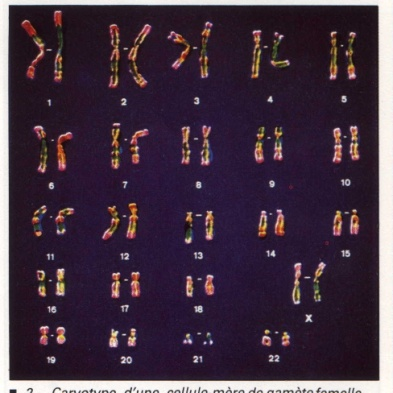 1 2 3 4 5
6 7 8 9 10
11 12 13 14 15
16 17 18 X
19 20 21 22
■ 2. Caryotype d'une cellule-mère de gamète femelle